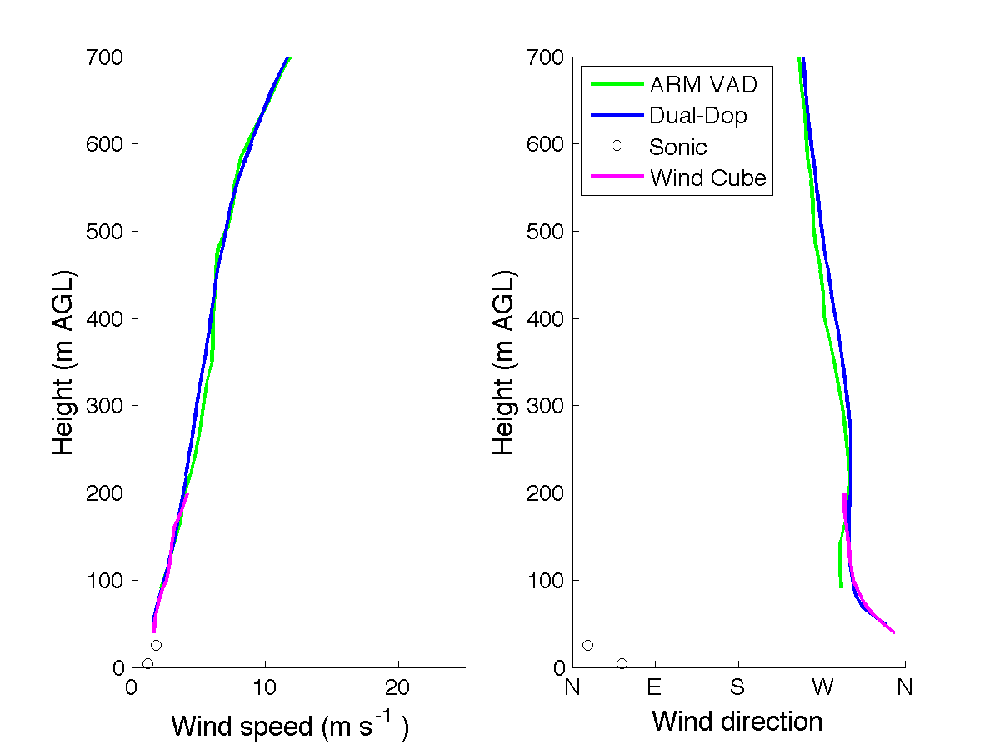 700
600
500
400
300
200
100
0
Height (m AGL)
0
10
20
Wind speed (m s-1 )
700
600
500
400
300
200
100
0
Height (m AGL)
N
E
S
W
N
Wind direction
ARM VAD
Dual-Dop
Sonic
Wind Cube